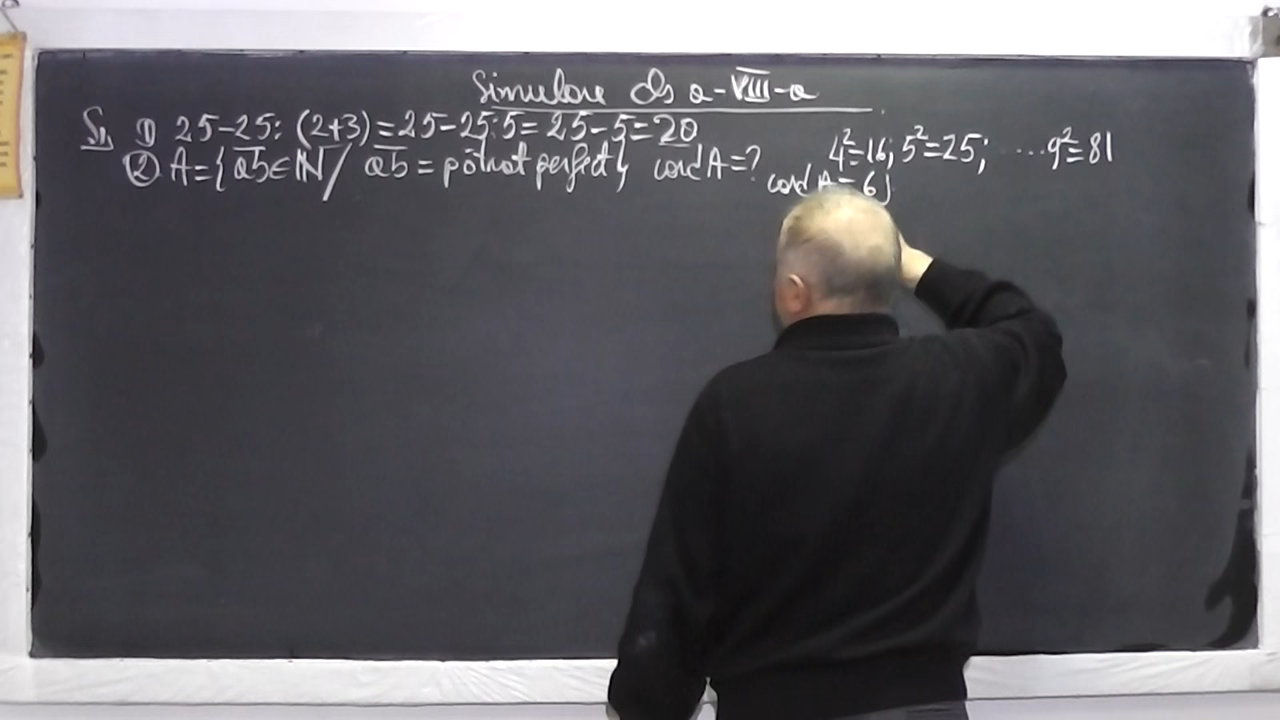 Simulare cls a-VIII-a
S₁ 1) 25-25:(2+3)=25-25:5=25-5=20
2) A={ab∈ℕ/ ab=pătrat perfect} card A=? 4²=16; 5²=25; ...9²=81
card A=6;